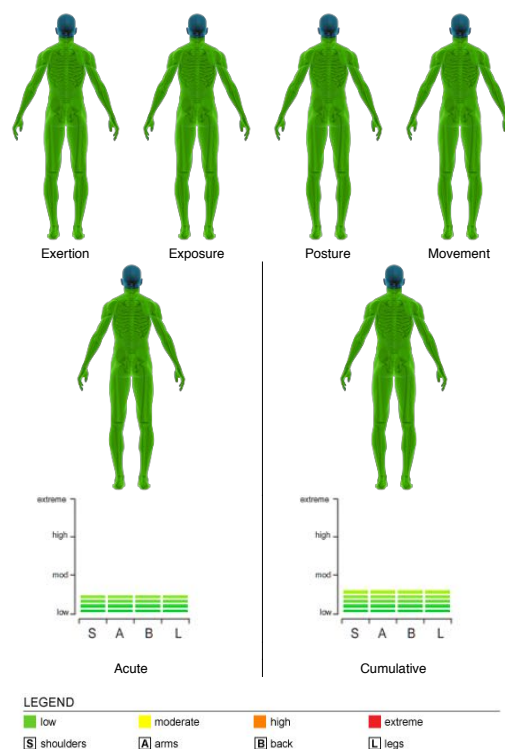 Exertion Exposure Posture Movement
extreme extreme
high high
mod mod
low low
S A B L S A B L
Acute Cumulative
LEGEND
low moderate high extreme
S shoulders A arms B back L legs